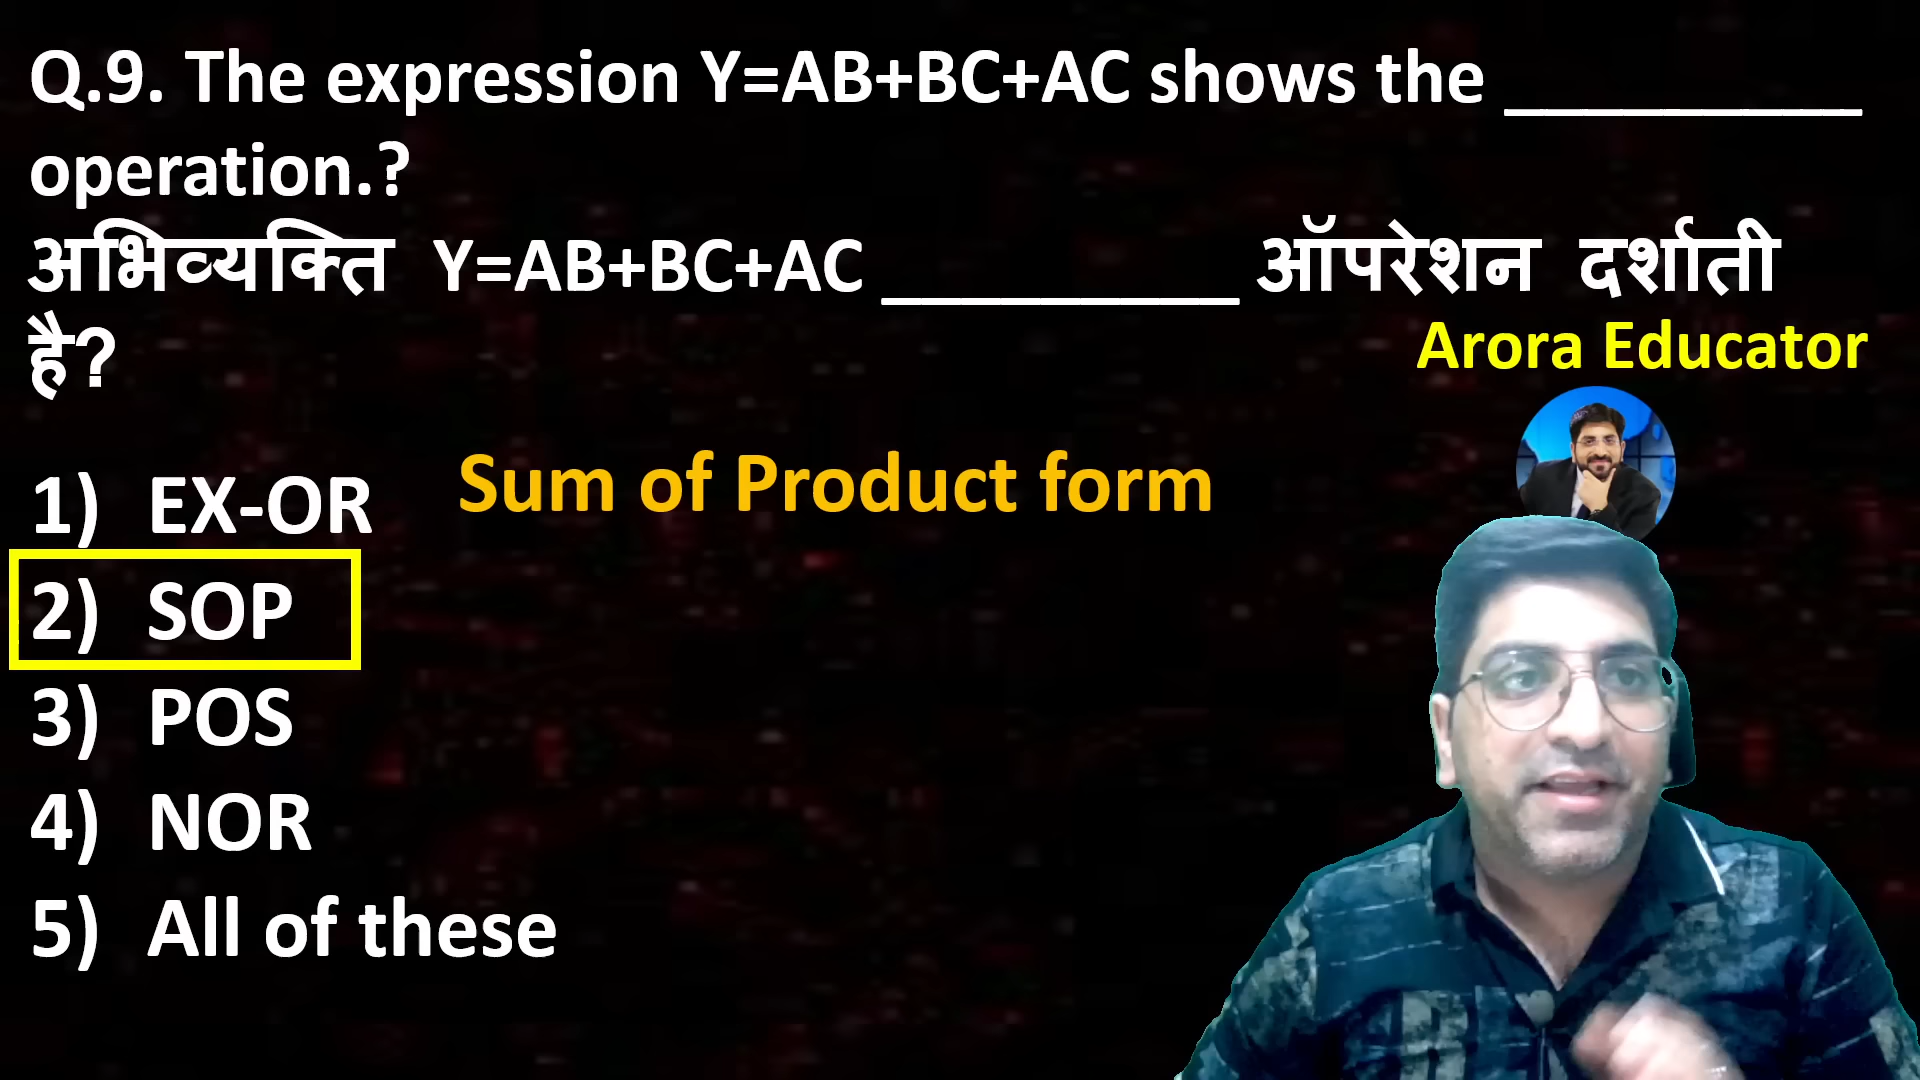 Q.9. The expression Y=AB+BC+AC shows the __________
operation.?
अभिव्यक्ति Y=AB+BC+AC __________ ऑपरेशन दर्शाती
है?
Arora Educator
Sum of Product form
1) EX-OR
2) SOP
3) POS
4) NOR
5) All of these